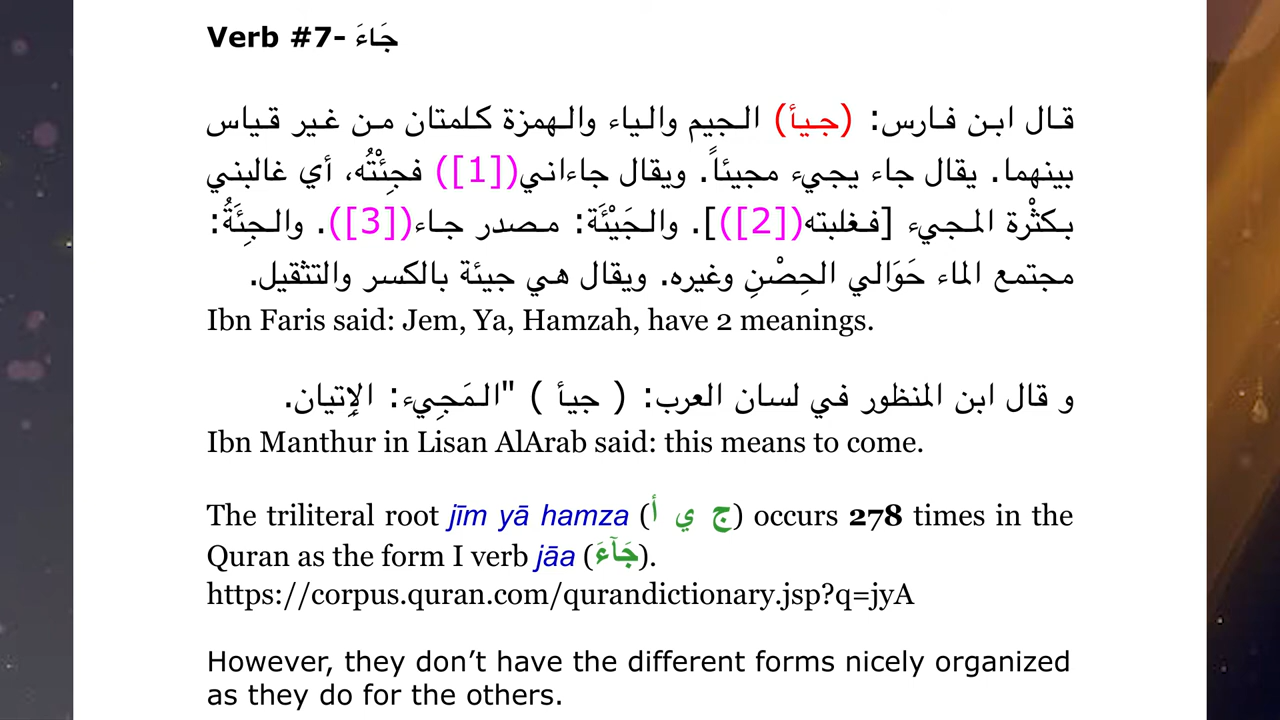 Verb #7- جَاءَ
قال ابن فارس: (جيأ) الجيم والياء والهمزة كلمتان من غير قياس
بينهما. يقال جاء يجيء مجيئاً. ويقال جاءاني([1]) فجِئْتُه، أي غالبني
بكثْرة المجيء [فغلبته([2])]. والجَيْئَة: مصدر جاء([3]). والجِئَةُ:
مجتمع الماء حَوَالي الحِصْنِ وغيره. ويقال هي جيئة بالكسر والتثقيل.
Ibn Faris said: Jem, Ya, Hamzah, have 2 meanings.
و قال ابن المنظور في لسان العرب: ( جيأ ) "المَجِيء: الإِتيان.
Ibn Manthur in Lisan AlArab said: this means to come.
The triliteral root jīm yā hamza (ج ي أ) occurs 278 times in the
Quran as the form I verb jāa (جَآءَ).
https://corpus.quran.com/qurandictionary.jsp?q=jyA
However, they don’t have the different forms nicely organized
as they do for the others.